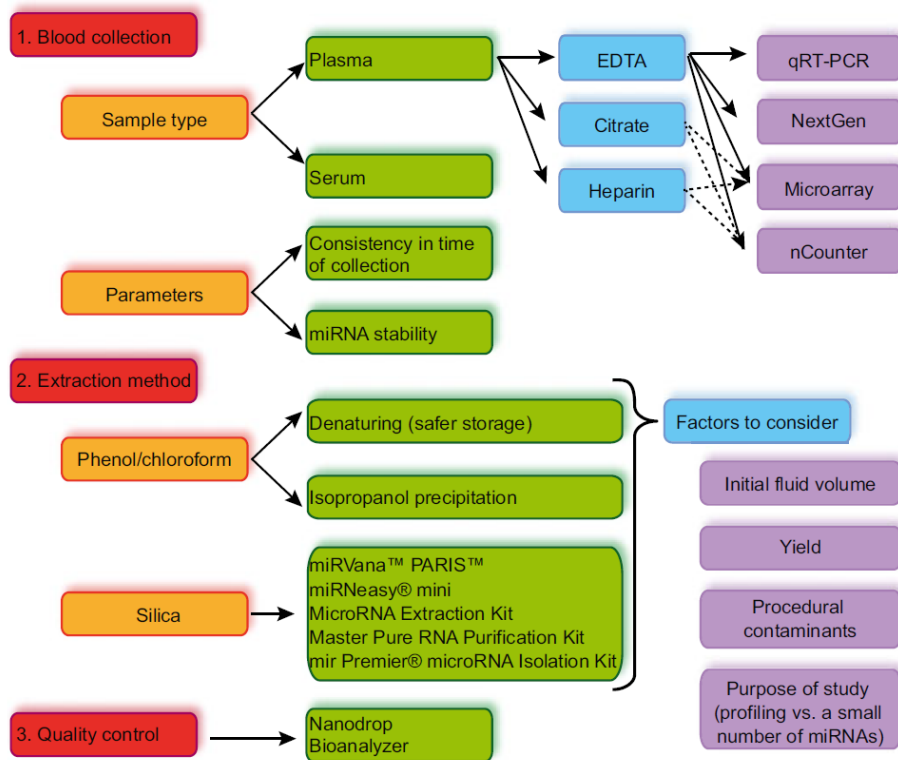 1. Blood collection
Sample type
Plasma
Serum
EDTA
Citrate
Heparin
qRT-PCR
NextGen
Microarray
nCounter
Parameters
Consistency in time
of collection
miRNA stability
2. Extraction method
Phenol/chloroform
Denaturing (safer storage)
Isopropanol precipitation
Silica
miRVana™ PARIS™
miRNeasy® mini
MicroRNA Extraction Kit
Master Pure RNA Purification Kit
mir Premier® microRNA Isolation Kit
Factors to consider
Initial fluid volume
Yield
Procedural
contaminants
Purpose of study
(profiling vs. a small
number of miRNAs)
3. Quality control
Nanodrop
Bioanalyzer